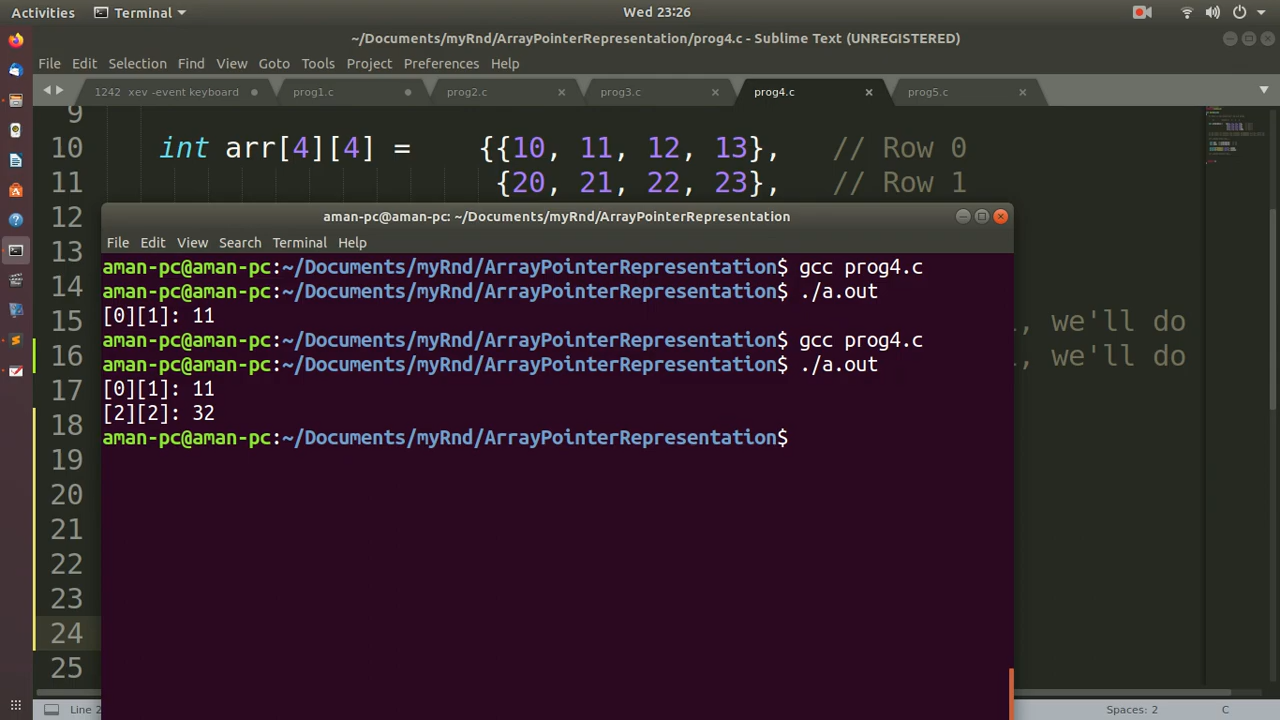 Activities Terminal Wed 23:26
~/Documents/myRnd/ArrayPointerRepresentation/prog4.c - Sublime Text (UNREGISTERED)
File Edit Selection Find View Goto Tools Project Preferences Help
1242 xev -event keyboard prog1.c prog2.c prog3.c prog4.c prog5.c
9
10 int arr[4][4] = {{10, 11, 12, 13}, // Row 0
11 {20, 21, 22, 23}, // Row 1
12
aman-pc@aman-pc: ~/Documents/myRnd/ArrayPointerRepresentation
File Edit View Search Terminal Help
13
aman-pc@aman-pc:~/Documents/myRnd/ArrayPointerRepresentation$ gcc prog4.c
14
aman-pc@aman-pc:~/Documents/myRnd/ArrayPointerRepresentation$ ./a.out
15
[0][1]: 11
, we'll do
aman-pc@aman-pc:~/Documents/myRnd/ArrayPointerRepresentation$ gcc prog4.c
16
, we'll do
aman-pc@aman-pc:~/Documents/myRnd/ArrayPointerRepresentation$ ./a.out
17
[0][1]: 11
[2][2]: 32
18
aman-pc@aman-pc:~/Documents/myRnd/ArrayPointerRepresentation$
19
20
21
22
23
24
25
Line 2
Spaces: 2 C